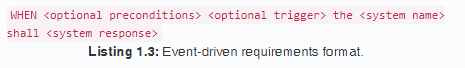 WHEN <optional preconditions> <optional trigger> the <system name>
shall <system response>
Listing 1.3: Event-driven requirements format.